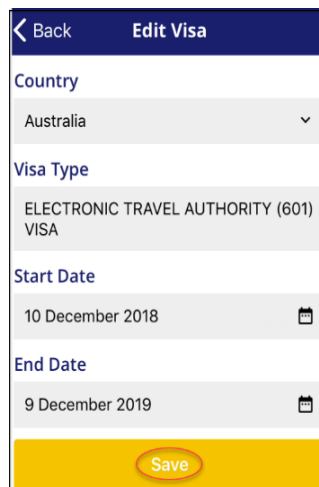 Back Edit Visa
Country
Australia
Visa Type
ELECTRONIC TRAVEL AUTHORITY (601)
VISA
Start Date
10 December 2018
End Date
9 December 2019
Save